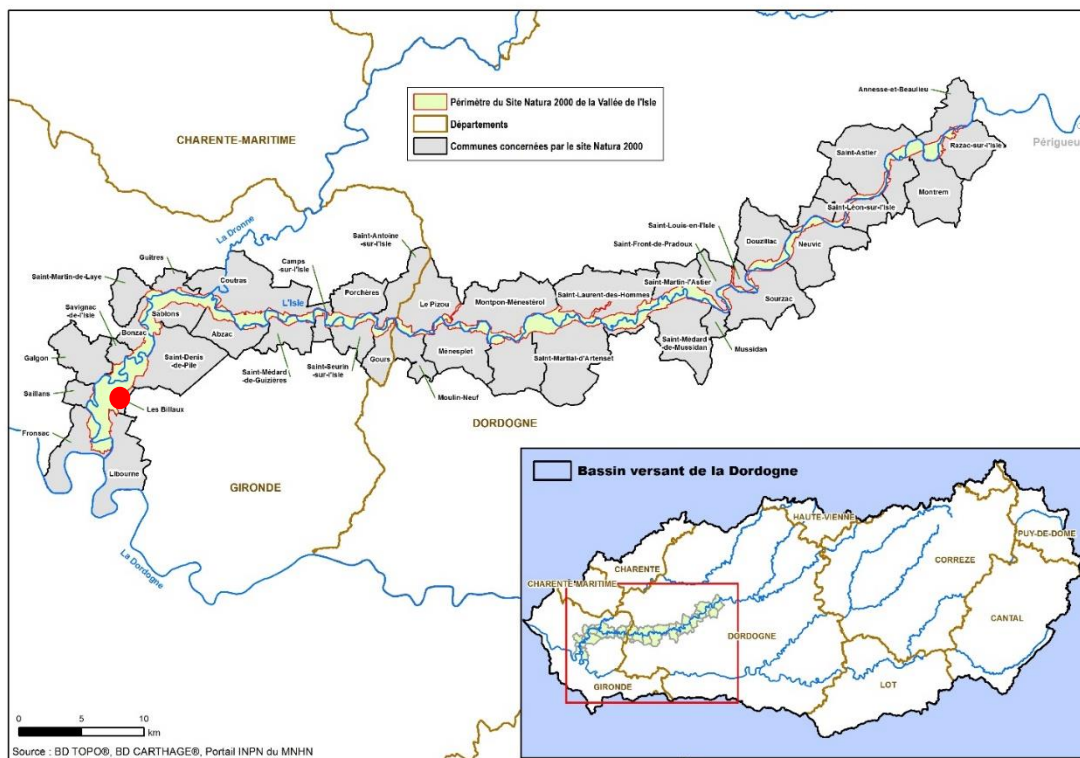 Périmètre du Site Natura 2000 de la Vallée de l'Isle
Départements
Communes concernées par le site Natura 2000
CHARENTE-MARITIME
Annesse-et-Beaulieu
Périgueu
Saint-Astier
Razac-sur-l'Isle
Montrem
Saint-Léon-sur-l'Isle
Saint-Louis-en-l'Isle
Saint-Front-de-Pradoux
Douzillac
Neuvic
Sourzac
Saint-Antoine
-sur-l'Isle
La Dronne
Guîtres
Camps
-sur-l'Isle
Saint-Martin-de-Laye
Coutras
Porchères
Le Pizou
Montpon-Ménestérol
Saint-Laurent-des-Hommes
Saint-Martin-l'Astier
Savignac
-de-l'Isle
L'Isle
Sablons
Abzac
Bonzac
Galgon
Saint-Denis
-de-Pile
Saint-Médard
-de-Guizières
Saint-Seurin
-sur-l'Isle
Gours
Ménesplet
Moulin-Neuf
Saint-Martial-d'Artenset
Saint-Médard
-de-Mussidan
Mussidan
Saillans
Les Billaux
Fronsac
Libourne
DORDOGNE
GIRONDE
La Dordogne
Bassin versant de la Dordogne
HAUTE-VIENNE
PUY-DE-DOME
CHARENTE
CORREZE
CHARENTE MARITIME
CANTAL
DORDOGNE
GIRONDE
LOT
0 5 10
km
Source : BD TOPO®, BD CARTHAGE®, Portail INPN du MNHN